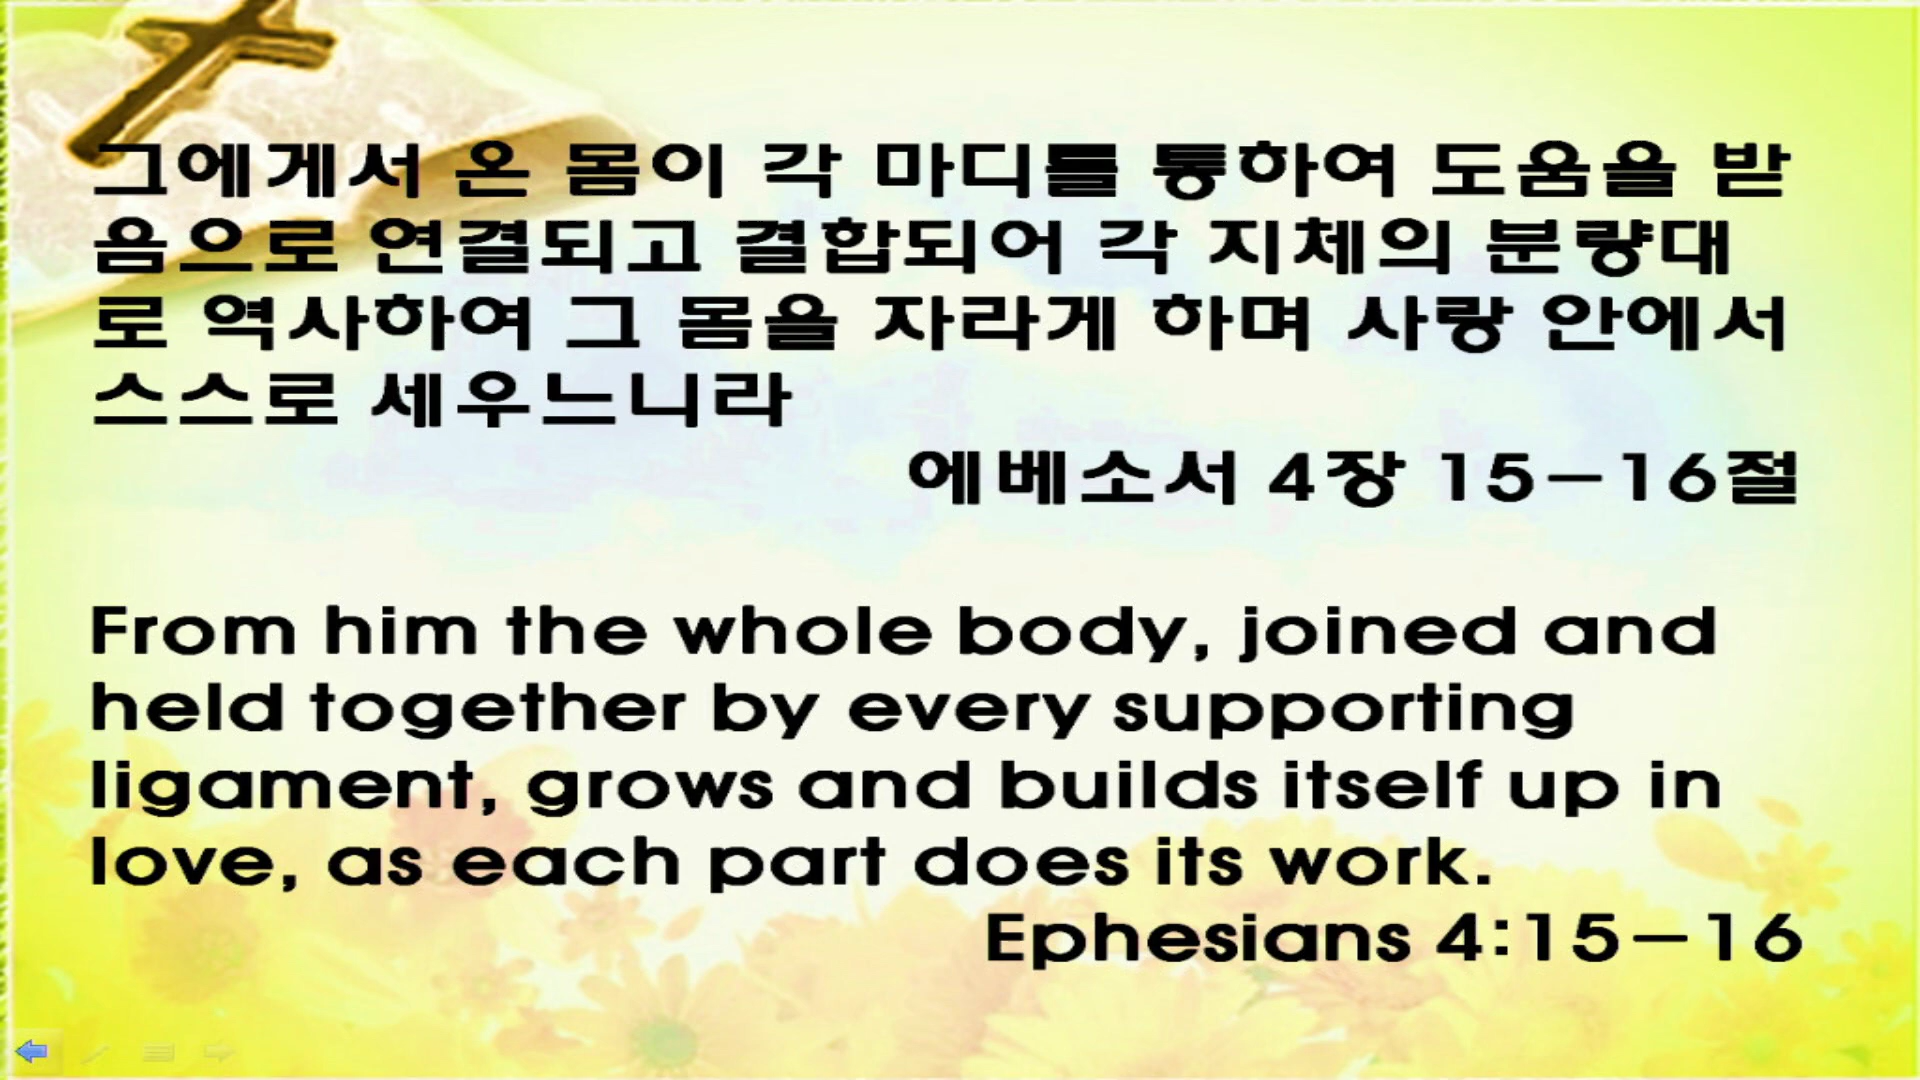 그에게서 온 몸이 각 마디를 통하여 도움을 받
음으로 연결되고 결합되어 각 지체의 분량대
로 역사하여 그 몸을 자라게 하며 사랑 안에서
스스로 세우느니라
에베소서 4장 15-16절
From him the whole body, joined and
held together by every supporting
ligament, grows and builds itself up in
love, as each part does its work.
Ephesians 4:15-16